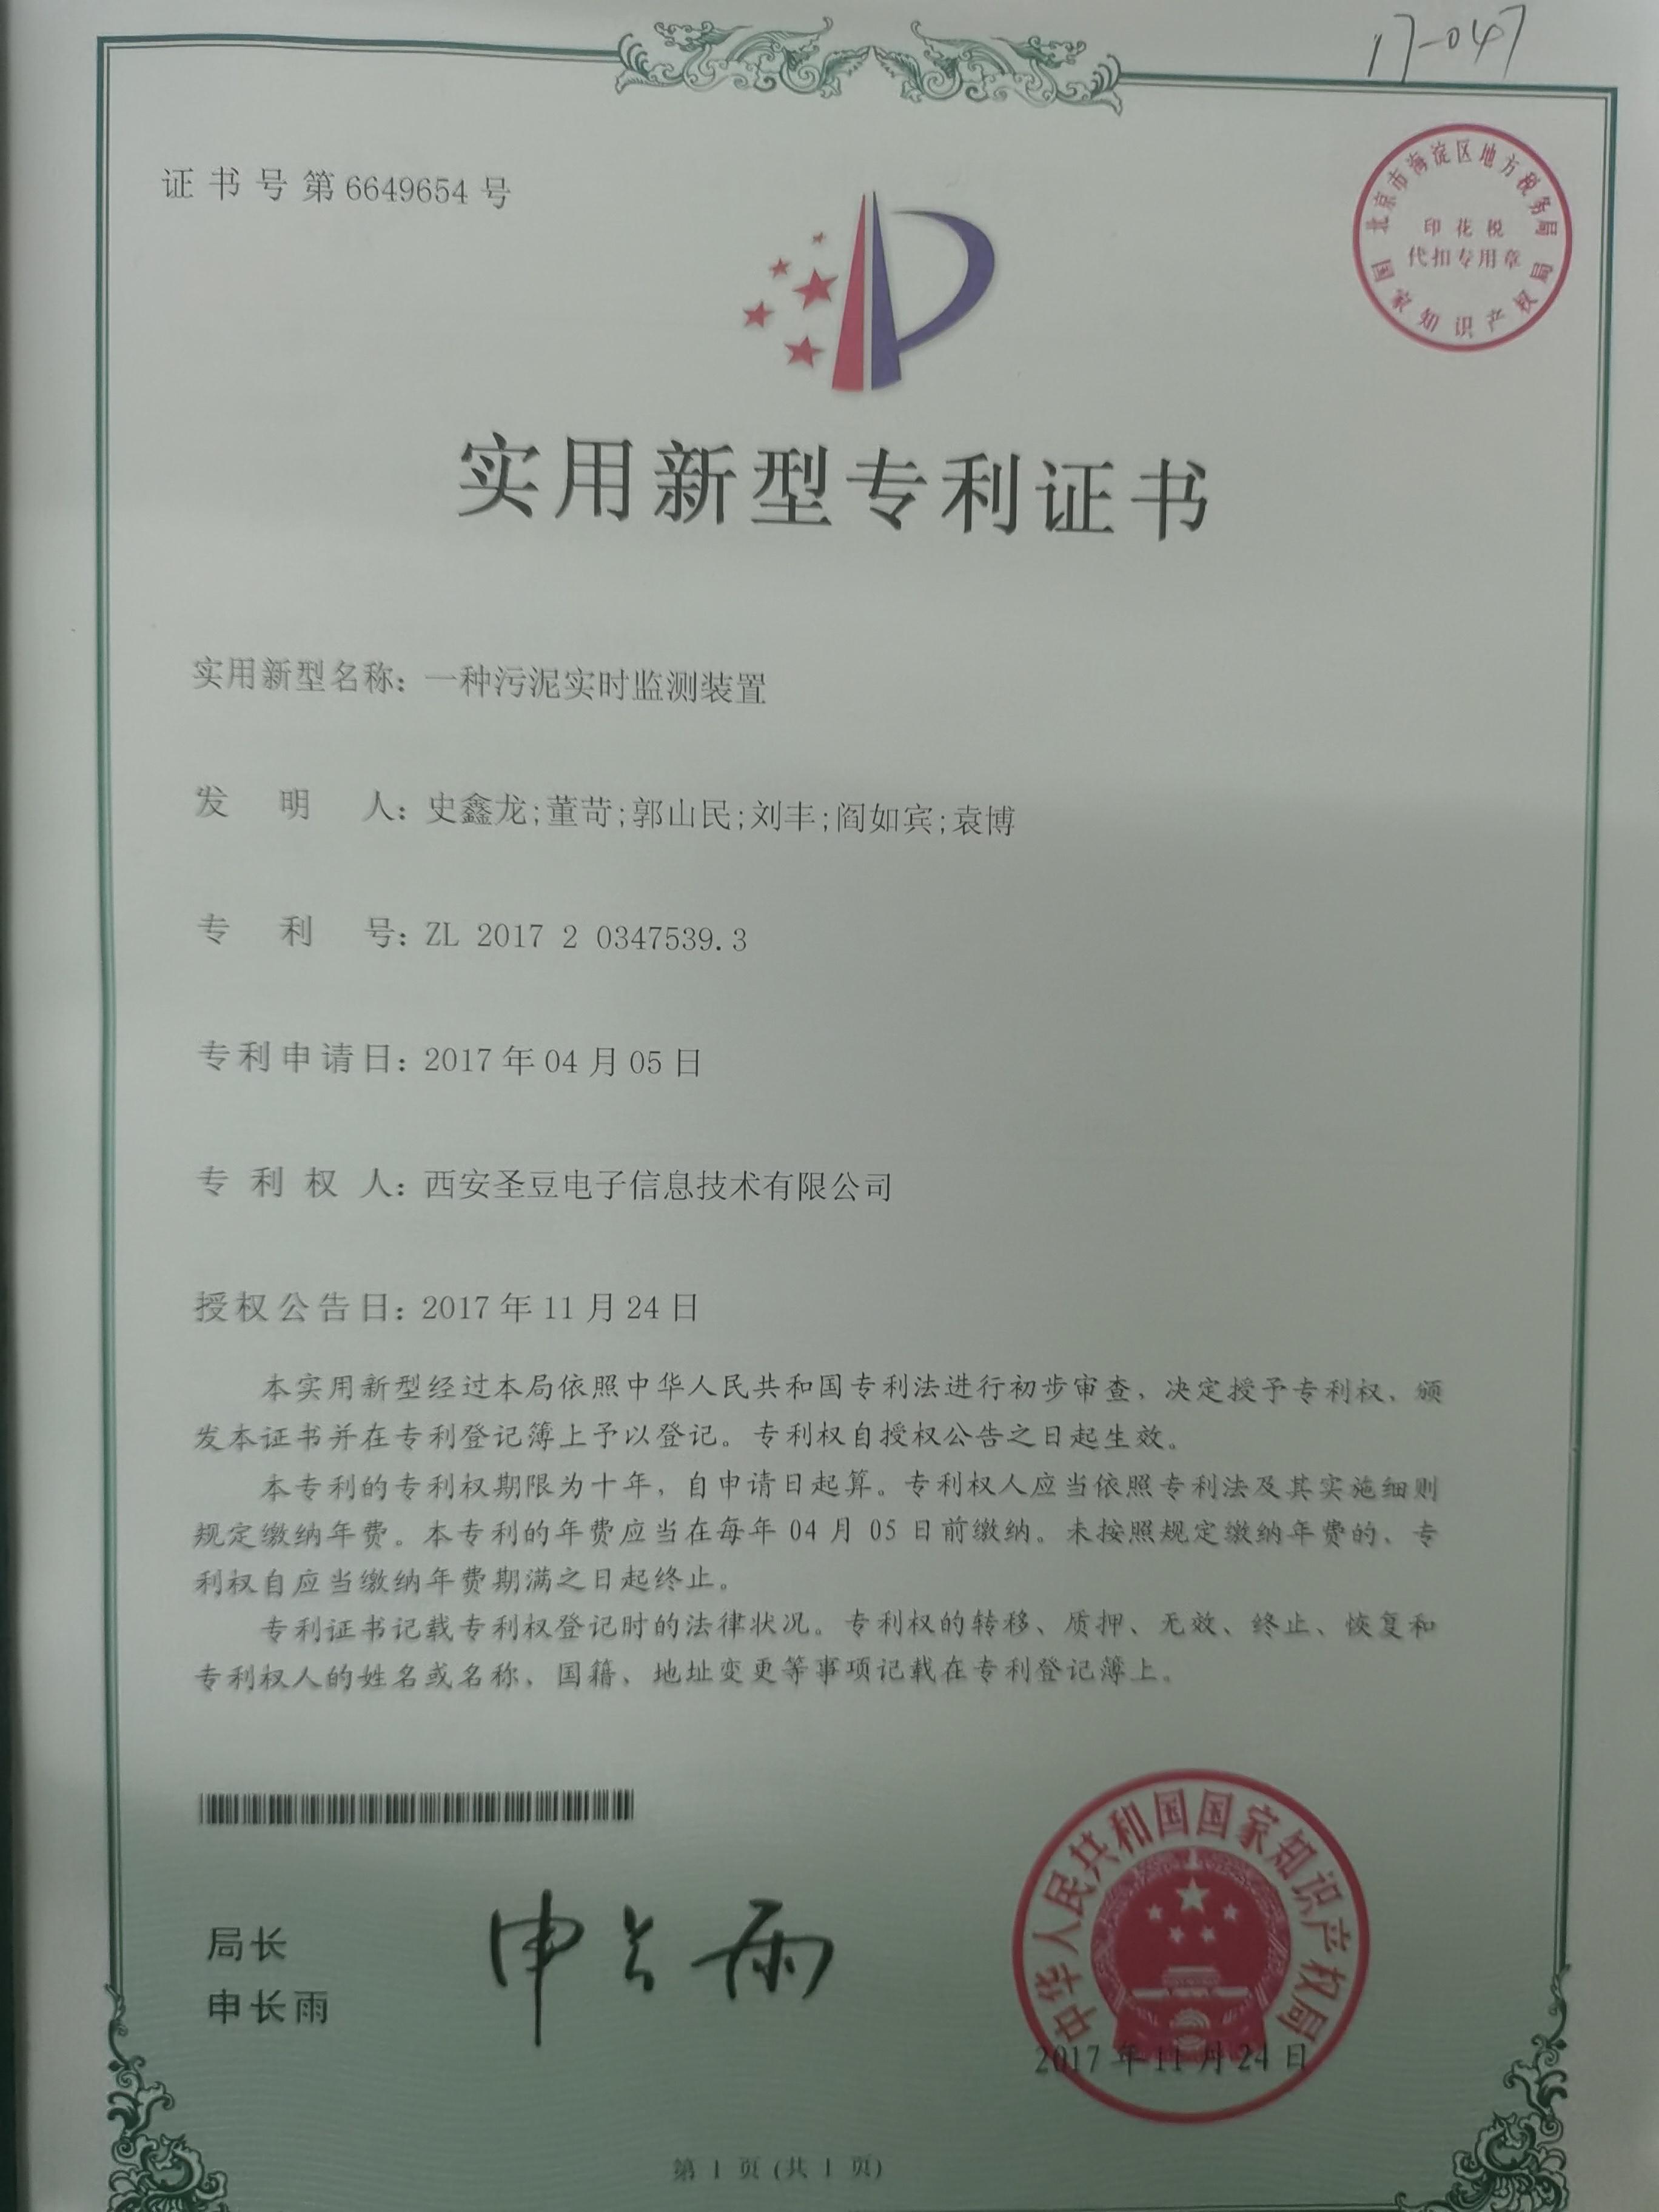 17-047
证书号第6649654号
北京市海淀区地方税务局
印花税
代扣专用章
国家知识产权局
实用新型专利证书
实用新型名称：一种污泥实时监测装置
发明人：史鑫龙;董苛;郭山民;刘丰;阎如宾;袁博
专利号：ZL 2017 2 0347539.3
专利申请日：2017年04月05日
专利权人：西安圣豆电子信息技术有限公司
授权公告日：2017年11月24日
本实用新型经过本局依照中华人民共和国专利法进行初步审查，决定授予专利权，颁
发本证书并在专利登记簿上予以登记。专利权自授权公告之日起生效。
本专利的专利权期限为十年，自申请日起算。专利权人应当依照专利法及其实施细则
规定缴纳年费。本专利的年费应当在每年04月05日前缴纳。未按照规定缴纳年费的，专
利权自应当缴纳年费期满之日起终止。
专利证书记载专利权登记时的法律状况。专利权的转移、质押、无效、终止、恢复和
专利权人的姓名或名称、国籍、地址变更等事项记载在专利登记簿上。
局长
申长雨
申长雨
中华人民共和国国家知识产权局
2017年11月24日
第1页(共1页)